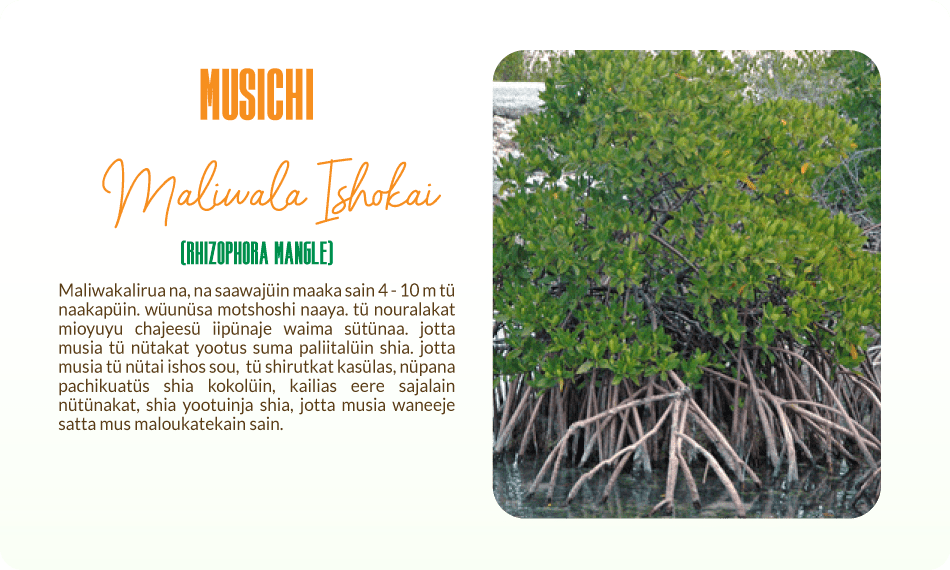 MUSICHI
Maliwala Ishokai
(RHIZOPHORA MANGLE)
Maliwakalirua na, na saawajüin maaka sain 4 - 10 m tü
naakapüin. wüunüsa motshoshi naaya. tü nouralakat
mioyuyu chajeesü iipünaje waima sütünaa. jotta
musia tü nütakat yootus suma paliitalüin shia. jotta
musia tü nütai ishos sou, tü shirutkat kasülas, nüpana
pachikuatüs shia kokolüin, kailias eere sajalain
nütünakat, shia yootuinja shia, jotta musia waneeje
satta mus maloukatekain sain.